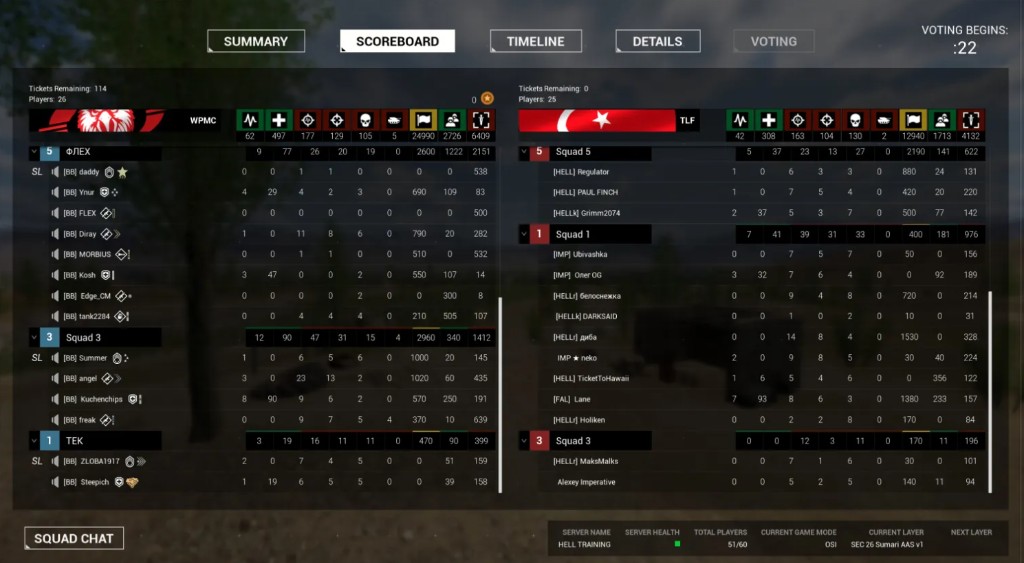 SUMMARY SCOREBOARD TIMELINE DETAILS VOTING
VOTING BEGINS:
:22
Tickets Remaining: 114
Players: 26
0
WPMC
62 497 177 129 105 5 24990 2726 6409
5 ФЛЕХ 9 77 26 20 19 0 2600 1222 2151
SL [BB] daddy 0 0 1 1 0 0 0 0 538
[BB] Ynur 4 29 4 2 3 0 690 109 83
[BB] FLEX 0 0 0 0 0 0 0 0 500
[BB] Diray 1 0 11 8 6 0 790 20 282
[BB] MORBIUS 0 0 1 1 0 0 510 0 532
[BB] Kosh 3 47 0 0 2 0 550 107 14
[BB] Edge_CM 0 0 0 0 2 0 0 300 8
[BB] tank2284 0 0 4 4 4 0 210 505 107
3 Squad 3 12 90 47 31 15 4 2960 340 1412
SL [BB] Summer 1 0 6 5 6 0 1000 20 145
[BB] angel 3 0 23 13 2 0 1020 60 435
[BB] Kuchenchips 8 90 9 6 2 0 570 250 191
[BB] freak 0 0 9 7 5 4 370 10 639
1 ТЕК 3 19 16 11 11 0 470 90 399
SL [BB] ZLOBA1917 2 0 7 4 5 0 0 51 159
[BB] Steepich 1 19 6 5 5 0 0 39 158
Tickets Remaining: 0
Players: 25
TLF
42 308 163 104 130 2 12940 1713 4132
5 Squad 5 5 37 23 13 27 0 2190 141 622
[HELL] Regulator 1 0 6 3 3 0 880 24 131
[HELL] PAUL FINCH 1 0 7 5 4 0 420 20 220
[HELLk] Grimm2074 2 37 5 3 7 0 500 77 142
1 Squad 1 7 41 39 31 33 0 400 181 976
[IMP] Ubivashka 0 0 7 5 7 0 50 0 156
[IMP] Олег OG 3 32 7 6 4 0 0 92 189
[HELLr] белоснежка 0 0 9 4 8 0 720 0 214
[HELLk] DARKSAID 0 0 1 0 2 0 10 0 31
[HELLr] диба 0 0 14 8 4 0 1530 0 328
IMP ★ neko 2 0 9 8 5 0 30 40 224
[HELL] TicketToHawaii 1 6 5 4 6 0 0 356 122
[FAL] Lane 7 93 8 6 3 0 1380 233 157
[HELLr] Holiken 0 0 2 2 8 0 170 0 84
3 Squad 3 0 0 12 3 11 0 170 11 196
[HELLr] MaksMalks 0 0 7 1 6 0 30 0 101
Alexey Imperative 0 0 5 2 5 0 140 11 94
SQUAD CHAT
SERVER NAME SERVER HEALTH TOTAL PLAYERS CURRENT GAME MODE CURRENT LAYER NEXT LAYER
HELL TRAINING 51/60 OSI SEC 26 Sumari AAS v1